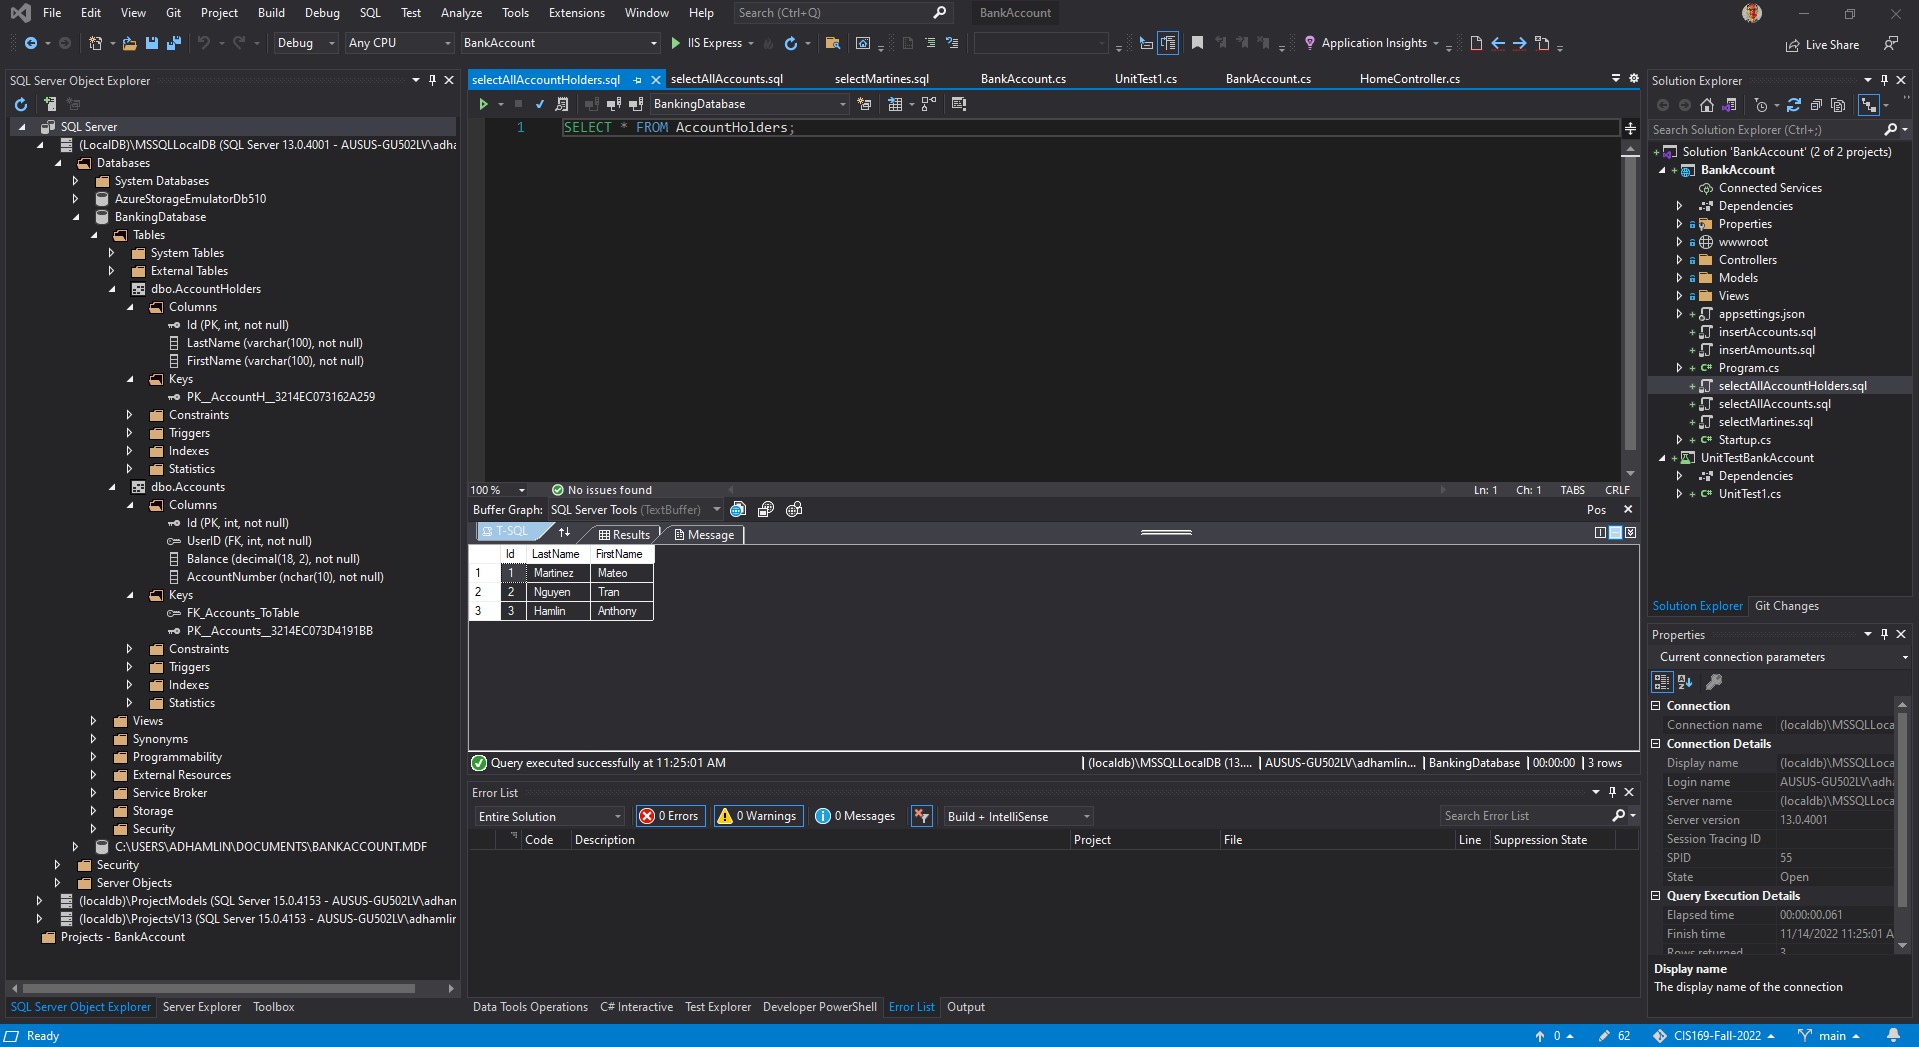 File Edit View Git Project Build Debug SQL Test Analyze Tools Extensions Window Help Search (Ctrl+Q) BankAccount
Debug Any CPU BankAccount IIS Express Application Insights Live Share
SQL Server Object Explorer
SQL Server
(LocalDB)\MSSQLLocalDB (SQL Server 13.0.4001 - AUSUS-GU502LV\adha
Databases
System Databases
AzureStorageEmulatorDb510
BankingDatabase
Tables
System Tables
External Tables
dbo.AccountHolders
Columns
Id (PK, int, not null)
LastName (varchar(100), not null)
FirstName (varchar(100), not null)
Keys
PK__AccountH__3214EC073162A259
Constraints
Triggers
Indexes
Statistics
dbo.Accounts
Columns
Id (PK, int, not null)
UserID (FK, int, not null)
Balance (decimal(18, 2), not null)
AccountNumber (nchar(10), not null)
Keys
FK_Accounts_ToTable
PK__Accounts__3214EC073D4191BB
Constraints
Triggers
Indexes
Statistics
Views
Synonyms
Programmability
External Resources
Service Broker
Storage
Security
C:\USERS\ADHAMLIN\DOCUMENTS\BANKACCOUNT.MDF
Security
Server Objects
(localdb)\ProjectModels (SQL Server 15.0.4153 - AUSUS-GU502LV\adhamlin
(localdb)\ProjectsV13 (SQL Server 15.0.4153 - AUSUS-GU502LV\adhamlin
Projects - BankAccount
SQL Server Object Explorer Server Explorer Toolbox
selectAllAccountHolders.sql selectAllAccounts.sql selectMartines.sql BankAccount.cs UnitTest1.cs BankAccount.cs HomeController.cs
BankingDatabase
1 SELECT * FROM AccountHolders;
100 % No issues found Ln: 1 Ch: 1 TABS CRLF
Buffer Graph: SQL Server Tools (TextBuffer) Pos
T-SQL Results Message
Id LastName FirstName
1 1 Martinez Mateo
2 2 Nguyen Tran
3 3 Hamlin Anthony
Query executed successfully at 11:25:01 AM (localdb)\MSSQLLocalDB (13.... AUSUS-GU502LV\adhamlin... BankingDatabase 00:00:00 3 rows
Error List
Entire Solution 0 Errors 0 Warnings 0 Messages Build + IntelliSense Search Error List
Code Description Project File Line Suppression State
Data Tools Operations C# Interactive Test Explorer Developer PowerShell Error List Output
Solution Explorer
Search Solution Explorer (Ctrl+;)
Solution 'BankAccount' (2 of 2 projects)
BankAccount
Connected Services
Dependencies
Properties
wwwroot
Controllers
Models
Views
appsettings.json
insertAccounts.sql
insertAmounts.sql
Program.cs
selectAllAccountHolders.sql
selectAllAccounts.sql
selectMartines.sql
Startup.cs
UnitTestBankAccount
Dependencies
UnitTest1.cs
Solution Explorer Git Changes
Properties
Current connection parameters
Connection
Connection name (localdb)\MSSQLLoca
Connection Details
Display name (localdb)\MSSQLLoca
Login name AUSUS-GU502LV\adha
Server name (localdb)\MSSQLLoca
Server version 13.0.4001
Session Tracing ID
SPID 55
State Open
Query Execution Details
Elapsed time 00:00:00.061
Finish time 11/14/2022 11:25:01 A
Rows returned 3
Display name
The display name of the connection
Ready 0 62 CIS169-Fall-2022 main